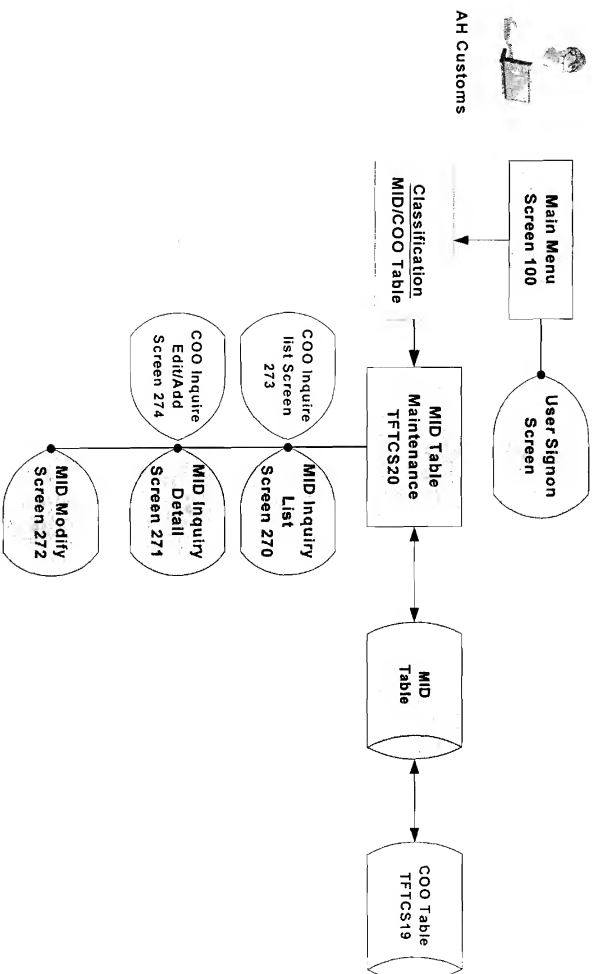 AH Customs
Main Menu
Screen 100
User Signon
Screen
Classification
MID/COO Table
MID Table
Maintenance
TFTCS20
MID
Table
COO Table
TFTCS19
COO Inquire
list Screen
273
MID Inquiry
List
Screen 270
COO Inquire
Edit/Add
Screen 274
MID Inquiry
Detail
Screen 271
MID Modify
Screen 272